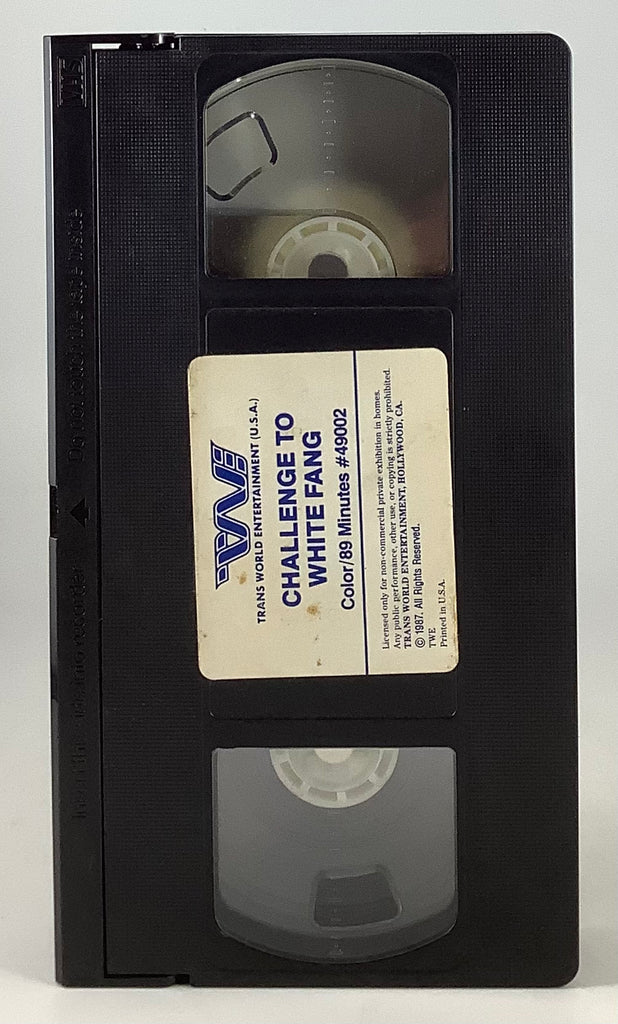 VHS
Do not touch the tape inside
Insert this side into recorder
TWE
TRANS WORLD ENTERTAINMENT (U.S.A.)
CHALLENGE TO
WHITE FANG
Color/89 Minutes #49002
Licensed only for non-commercial private exhibition in homes.
Any public performance, other use, or copying is strictly prohibited.
TRANS WORLD ENTERTAINMENT, HOLLYWOOD, CA.
© 1987. All Rights Reserved.
TWE
Printed in U.S.A.